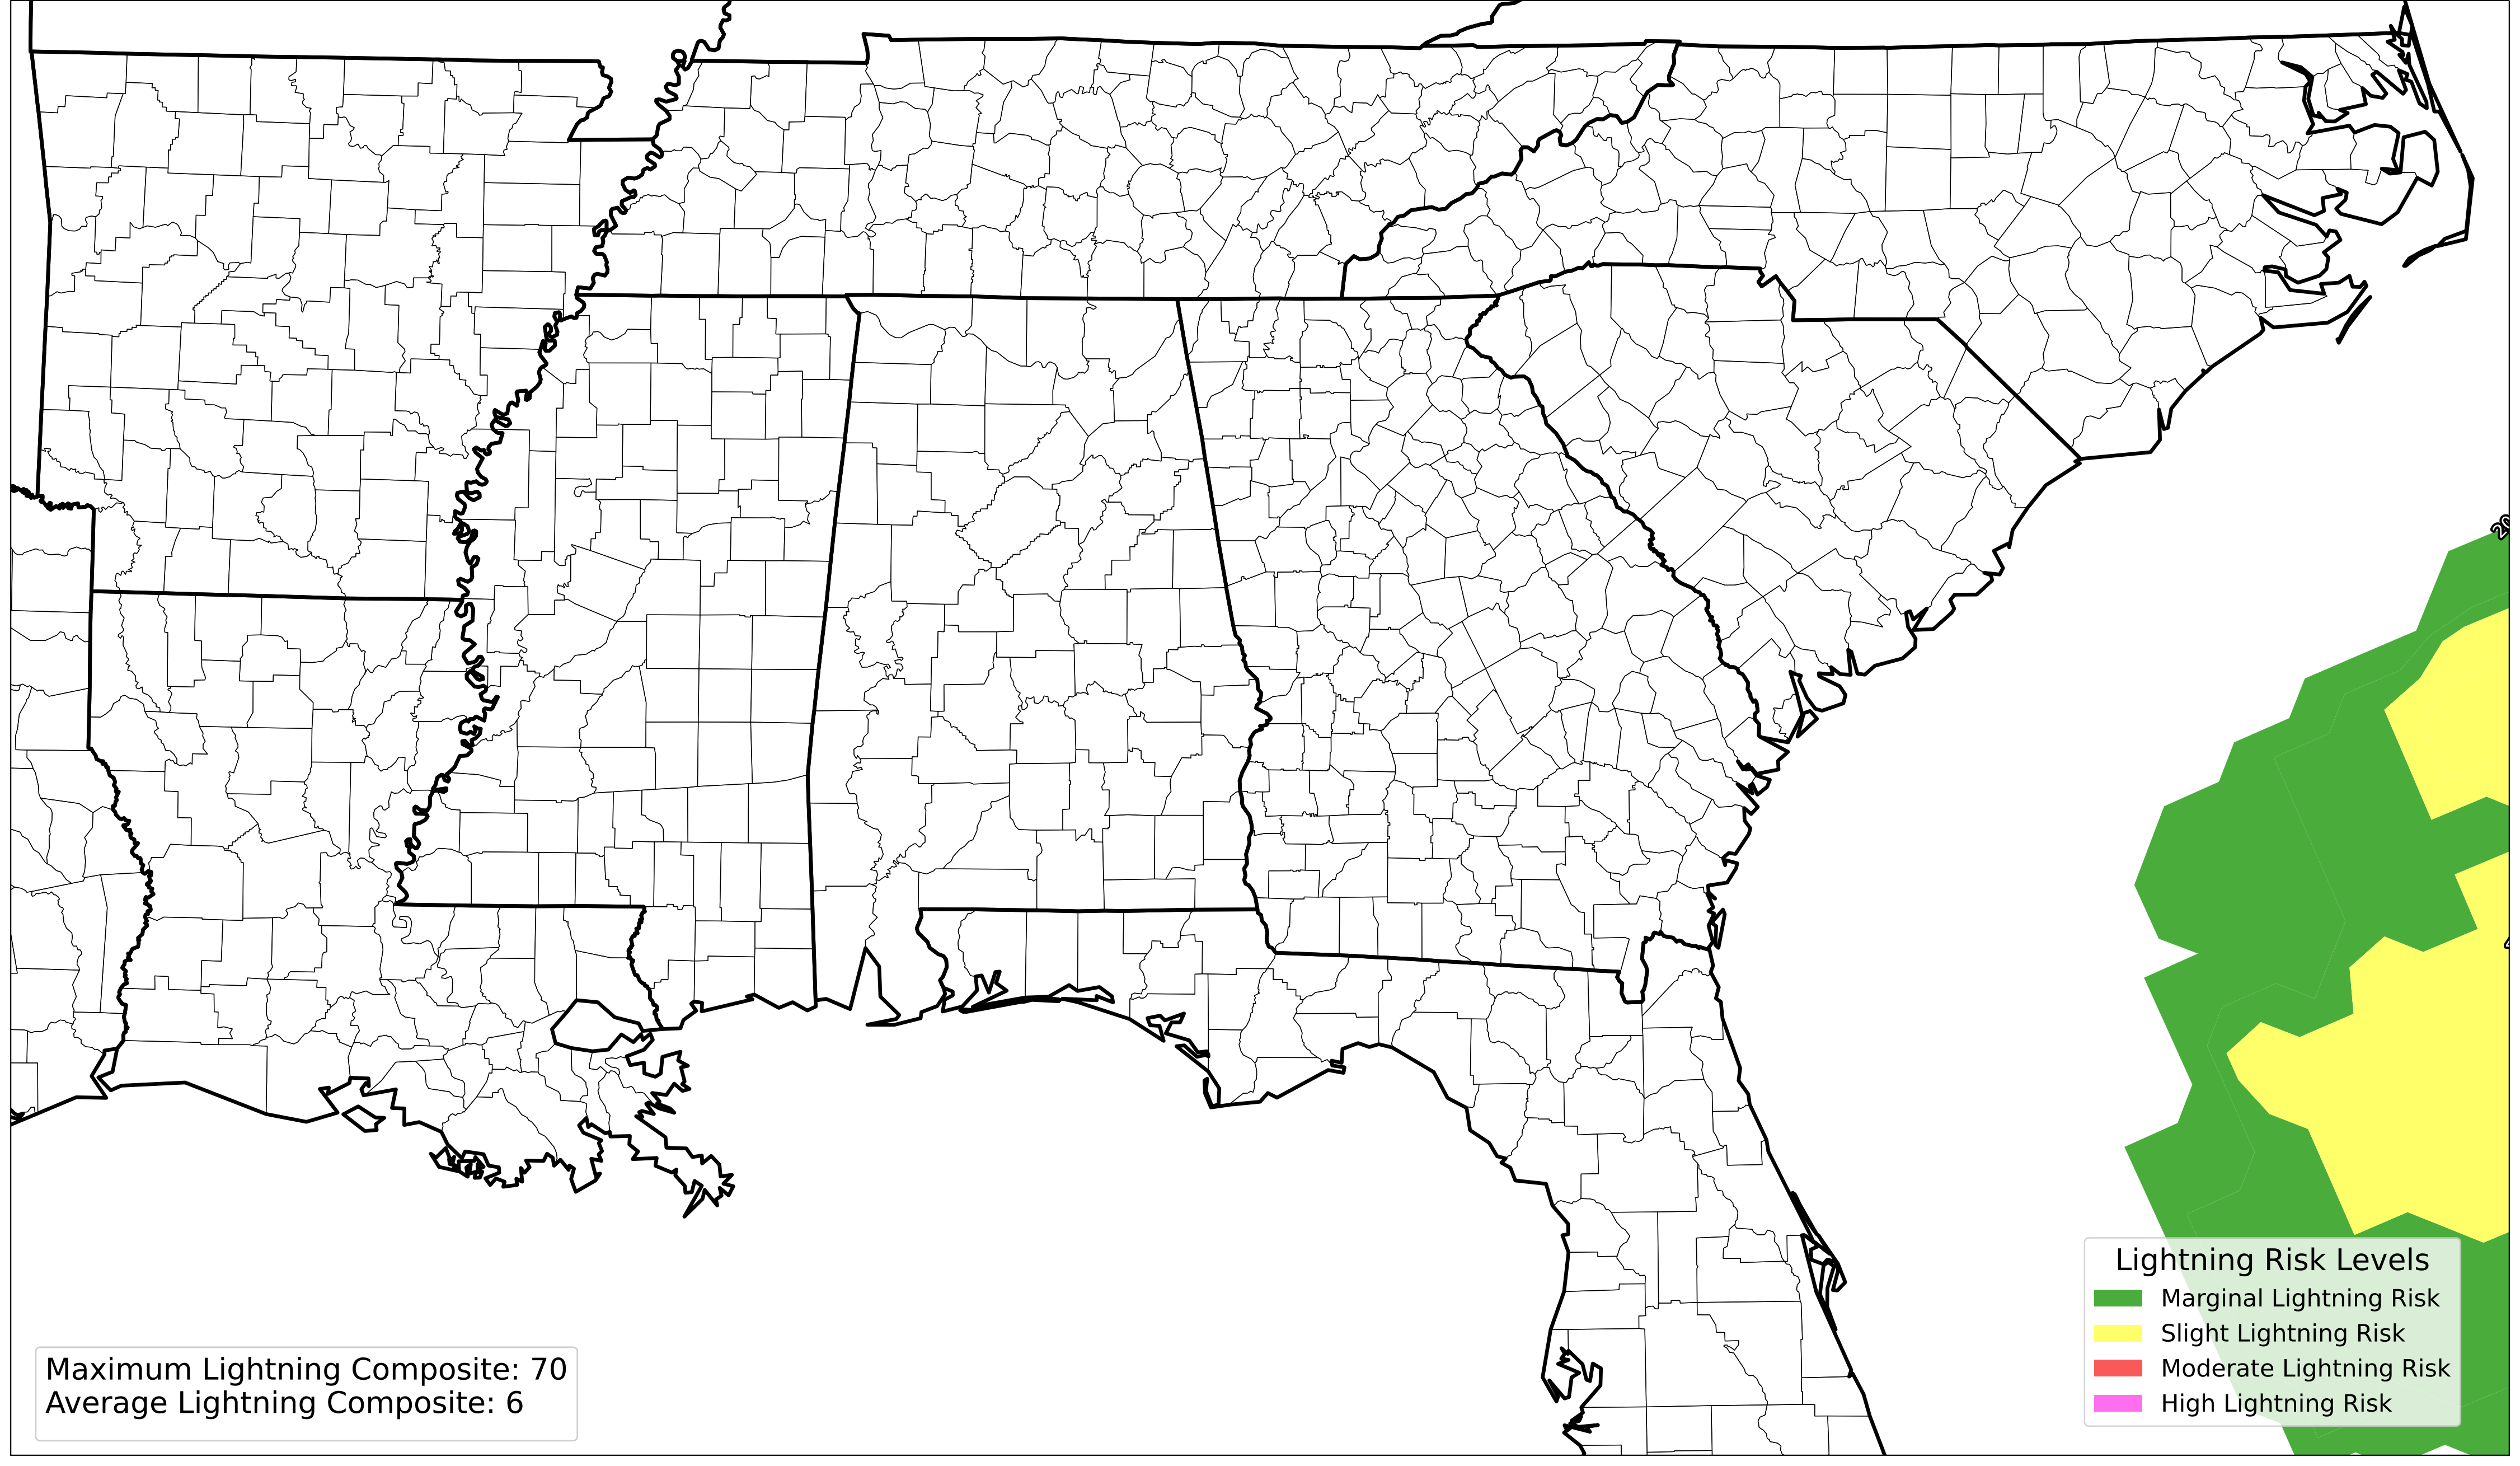 20
Lightning Risk Levels
Marginal Lightning Risk
Slight Lightning Risk
Moderate Lightning Risk
High Lightning Risk
Maximum Lightning Composite: 70
Average Lightning Composite: 6